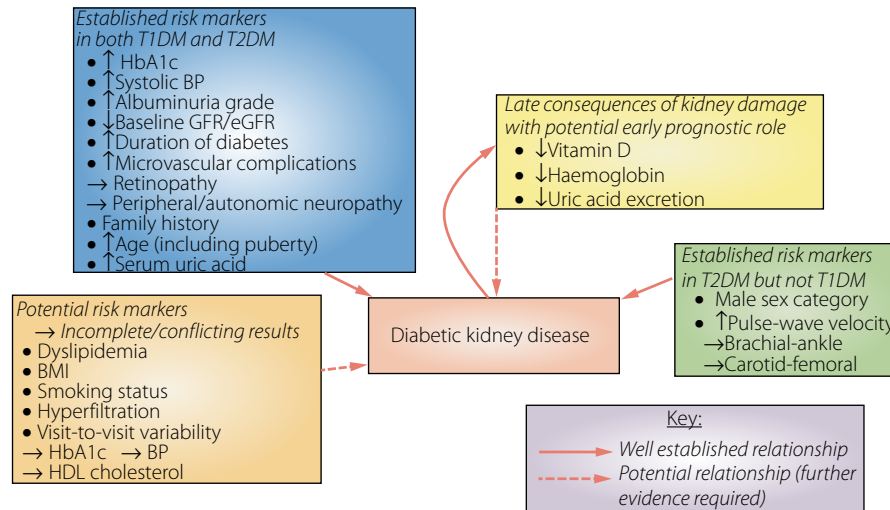 Established risk markers
in both T1DM and T2DM
● ↑ HbA1c
● ↑Systolic BP
● ↑Albuminuria grade
● ↓Baseline GFR/eGFR
● ↑Duration of diabetes
● ↑Microvascular complications
→ Retinopathy
→ Peripheral/autonomic neuropathy
● Family history
● ↑Age (including puberty)
● ↑Serum uric acid
Late consequences of kidney damage
with potential early prognostic role
● ↓Vitamin D
● ↓Haemoglobin
● ↓Uric acid excretion
Established risk markers
in T2DM but not T1DM
● Male sex category
● ↑Pulse-wave velocity
→Brachial-ankle
→Carotid-femoral
Potential risk markers
→ Incomplete/conflicting results
● Dyslipidemia
● BMI
● Smoking status
● Hyperfiltration
● Visit-to-visit variability
→ HbA1c → BP
→ HDL cholesterol
Diabetic kidney disease
Key:
Well established relationship
Potential relationship (further
evidence required)